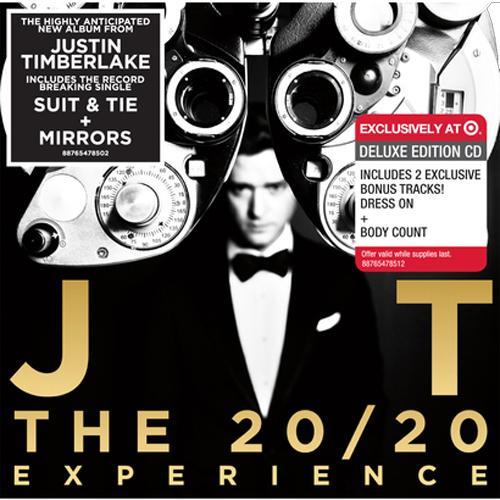 THE HIGHLY ANTICIPATED
NEW ALBUM FROM
JUSTIN
TIMBERLAKE
INCLUDES THE RECORD
BREAKING SINGLE
SUIT & TIE
+
MIRRORS
88765478502
EXCLUSIVELY AT
DELUXE EDITION CD
INCLUDES 2 EXCLUSIVE
BONUS TRACKS!
DRESS ON
+
BODY COUNT
Offer valid while supplies last.
88765478512
J T
THE 20/20
EXPERIENCE